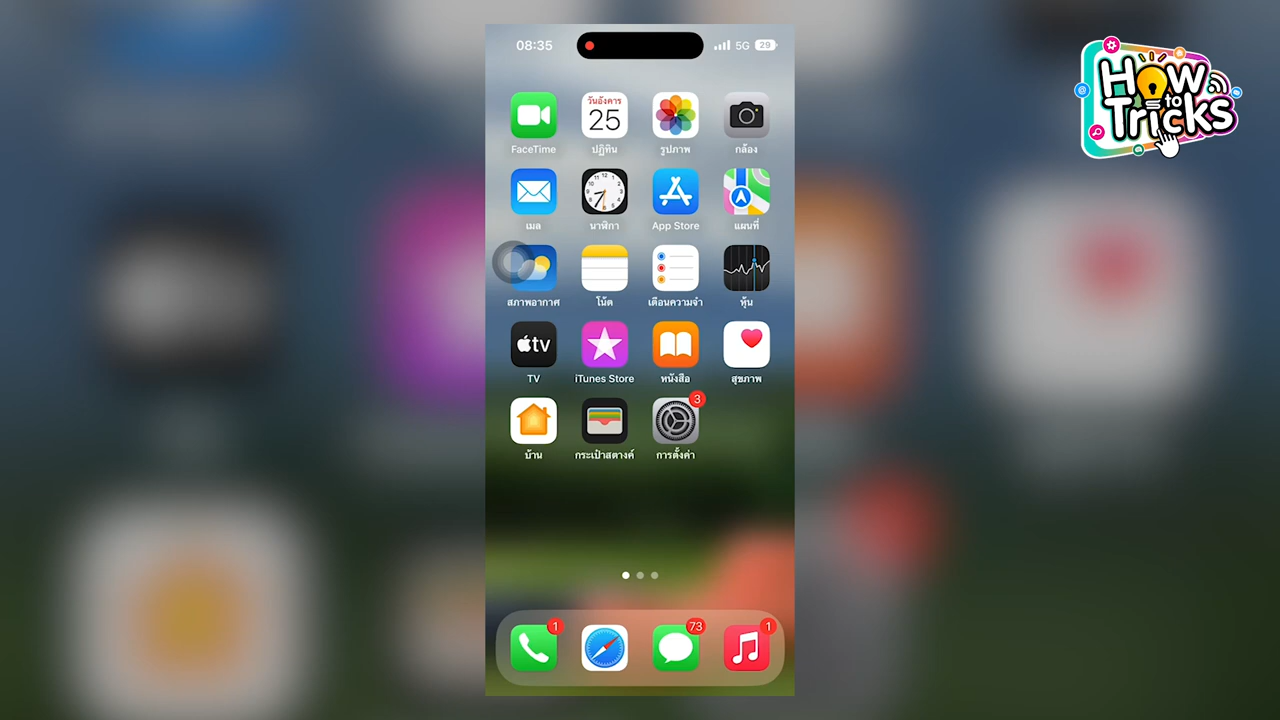 08:35
5G 29
How
to
Tricks
วันอังคาร
25
FaceTime ปฏิทิน รูปภาพ กล้อง
เมล นาฬิกา App Store แผนที่
สภาพอากาศ โน้ต เตือนความจำ หุ้น
tv
TV iTunes Store หนังสือ สุขภาพ
3
บ้าน กระเป๋าสตางค์ การตั้งค่า
1 73 1